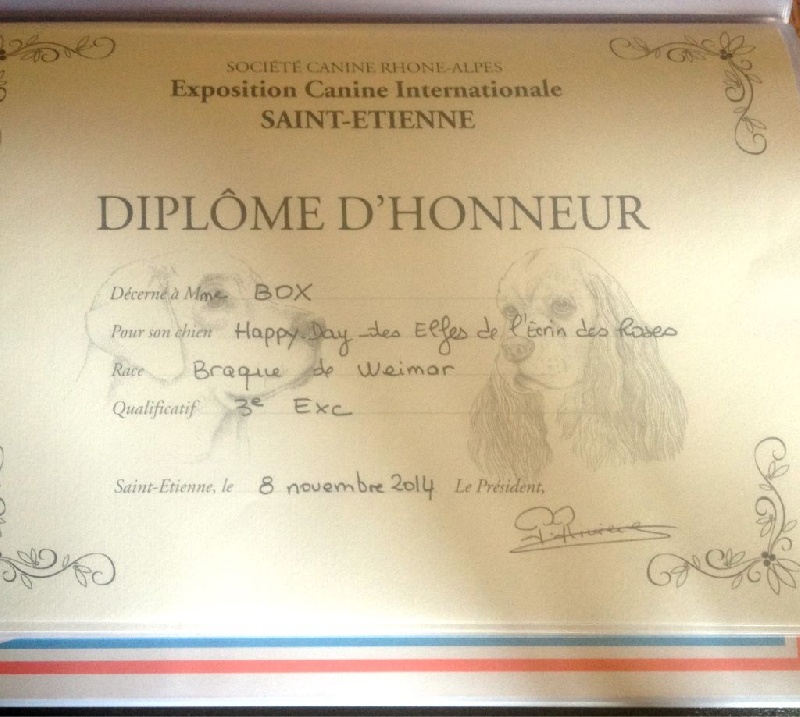 SOCIÉTÉ CANINE RHONE-ALPES
Exposition Canine Internationale
SAINT-ETIENNE
DIPLÔME D'HONNEUR
Décerné à Mme BOX
Pour son chien Happy Day des Elfes de l'Ecrin des Roses
Race Braque de Weimar
Qualificatif 3e Exc
Saint-Etienne, le 8 novembre 2014 Le Président,